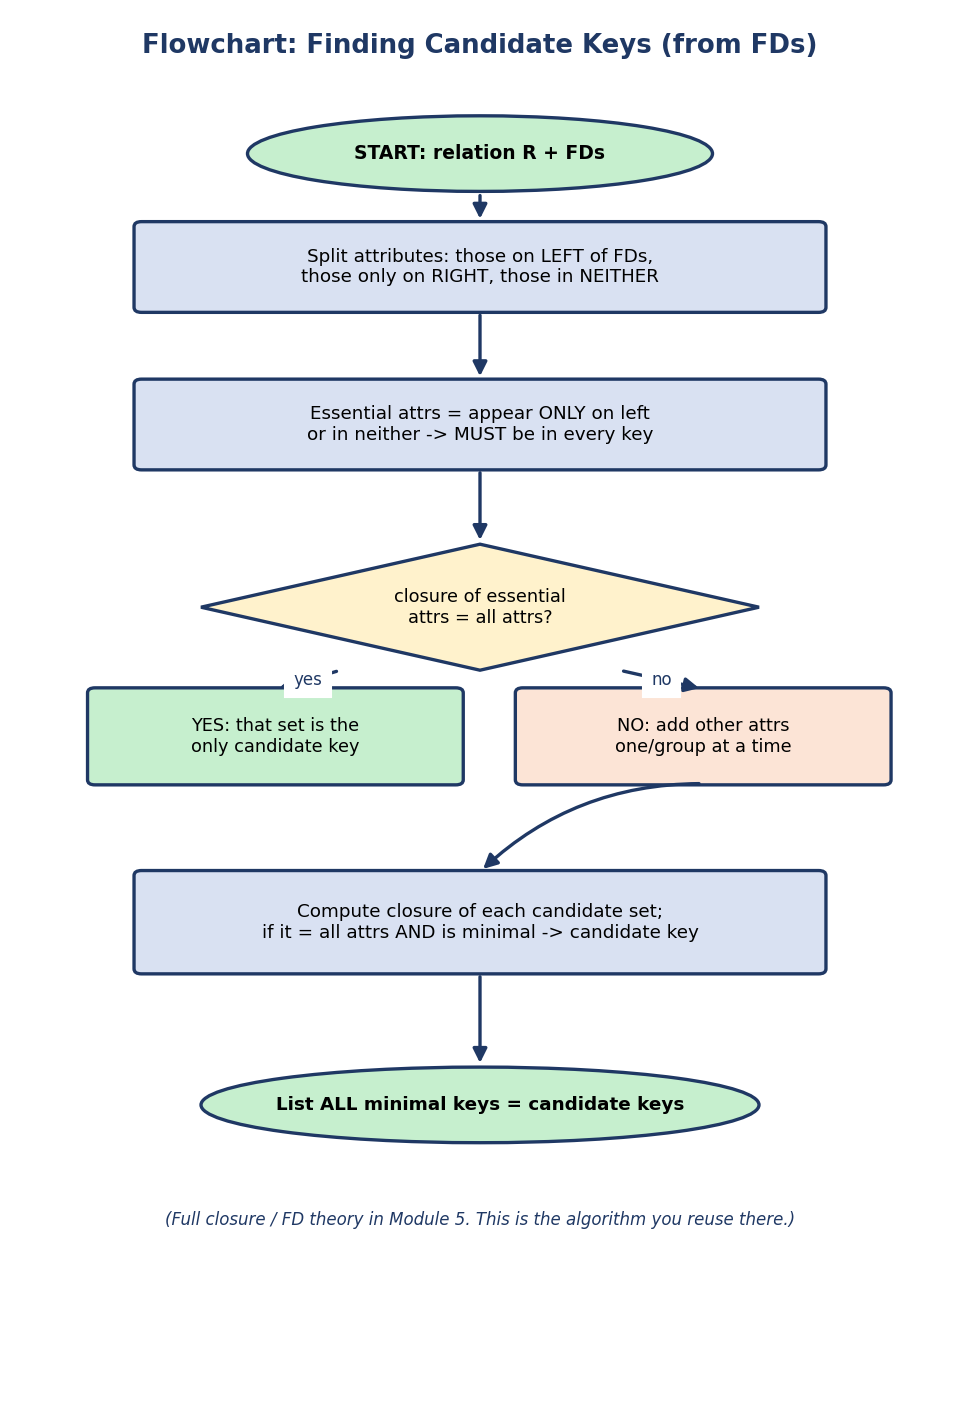 Flowchart: Finding Candidate Keys (from FDs)
START: relation R + FDs
Split attributes: those on LEFT of FDs,
those only on RIGHT, those in NEITHER
Essential attrs = appear ONLY on left
or in neither -> MUST be in every key
closure of essential
attrs = all attrs?
yes
no
YES: that set is the
only candidate key
NO: add other attrs
one/group at a time
Compute closure of each candidate set;
if it = all attrs AND is minimal -> candidate key
List ALL minimal keys = candidate keys
(Full closure / FD theory in Module 5. This is the algorithm you reuse there.)